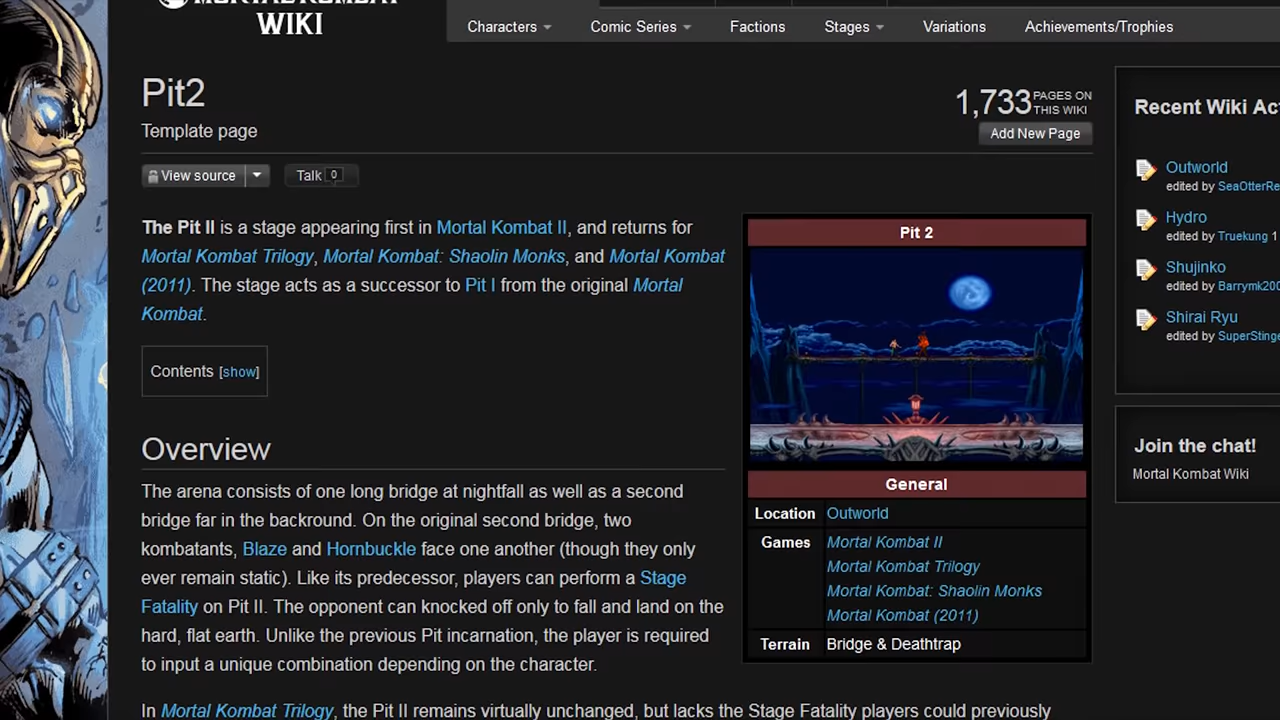 WIKI
Characters
Comic Series
Factions
Stages
Variations
Achievements/Trophies
Pit2
Template page
1,733 PAGES ON THIS WIKI
Add New Page
View source
Talk 0
The Pit II is a stage appearing first in Mortal Kombat II, and returns for
Mortal Kombat Trilogy, Mortal Kombat: Shaolin Monks, and Mortal Kombat
(2011). The stage acts as a successor to Pit I from the original Mortal
Kombat.
Contents [show]
Overview
The arena consists of one long bridge at nightfall as well as a second
bridge far in the backround. On the original second bridge, two
kombatants, Blaze and Hornbuckle face one another (though they only
ever remain static). Like its predecessor, players can perform a Stage
Fatality on Pit II. The opponent can knocked off only to fall and land on the
hard, flat earth. Unlike the previous Pit incarnation, the player is required
to input a unique combination depending on the character.
In Mortal Kombat Trilogy, the Pit II remains virtually unchanged, but lacks the Stage Fatality players could previously
Pit 2
General
Location Outworld
Games Mortal Kombat II
Mortal Kombat Trilogy
Mortal Kombat: Shaolin Monks
Mortal Kombat (2011)
Terrain Bridge & Deathtrap
Recent Wiki Ac
Outworld
edited by SeaOtterRe
Hydro
edited by Truekung 1
Shujinko
edited by Barrymk200
Shirai Ryu
edited by SuperStinge
Join the chat!
Mortal Kombat Wiki